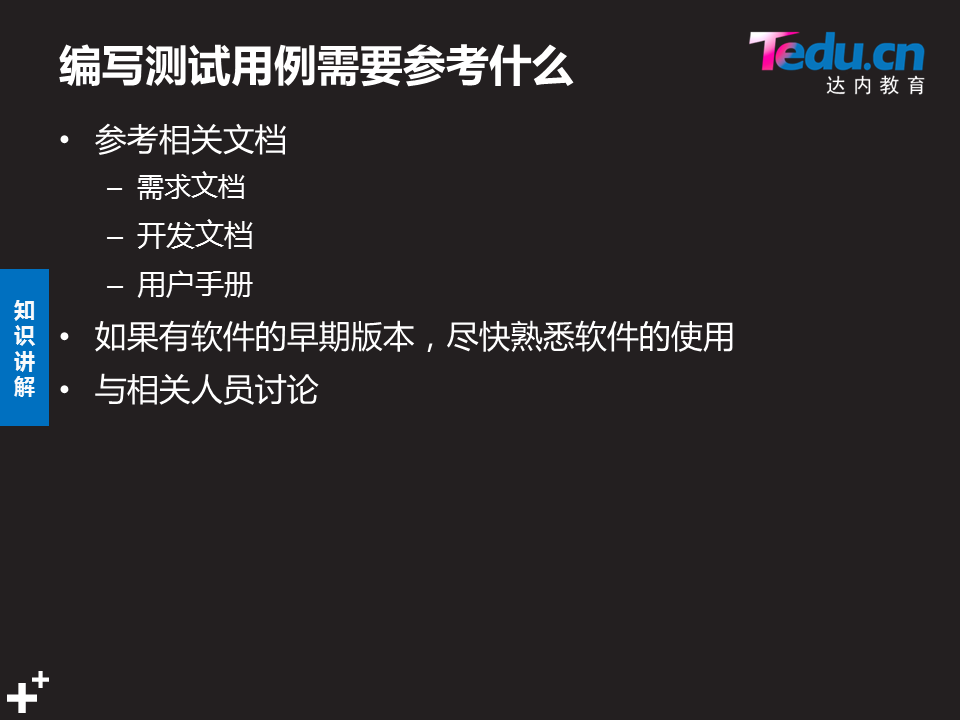 编写测试用例需要参考什么
Tedu.cn
达内教育
• 参考相关文档
– 需求文档
– 开发文档
– 用户手册
• 如果有软件的早期版本，尽快熟悉软件的使用
• 与相关人员讨论
知
识
讲
解